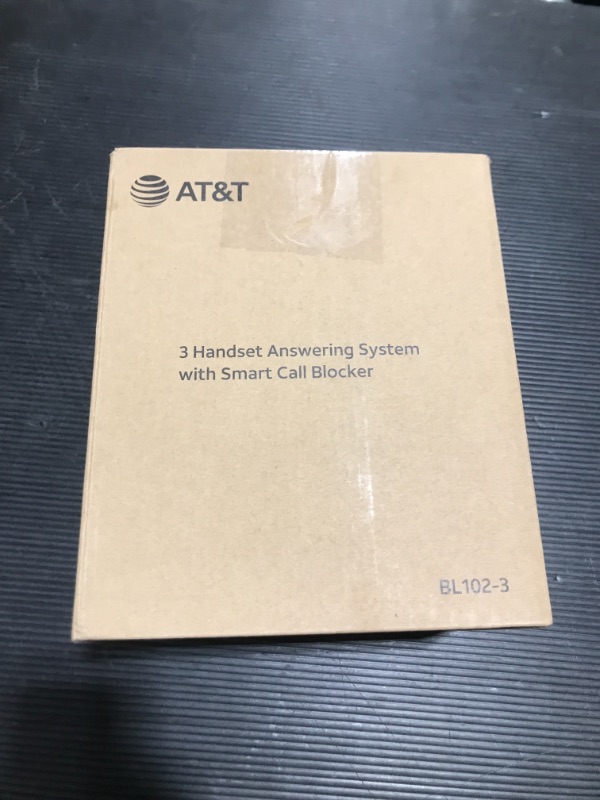 AT&T
3 Handset Answering System
with Smart Call Blocker
BL102-3